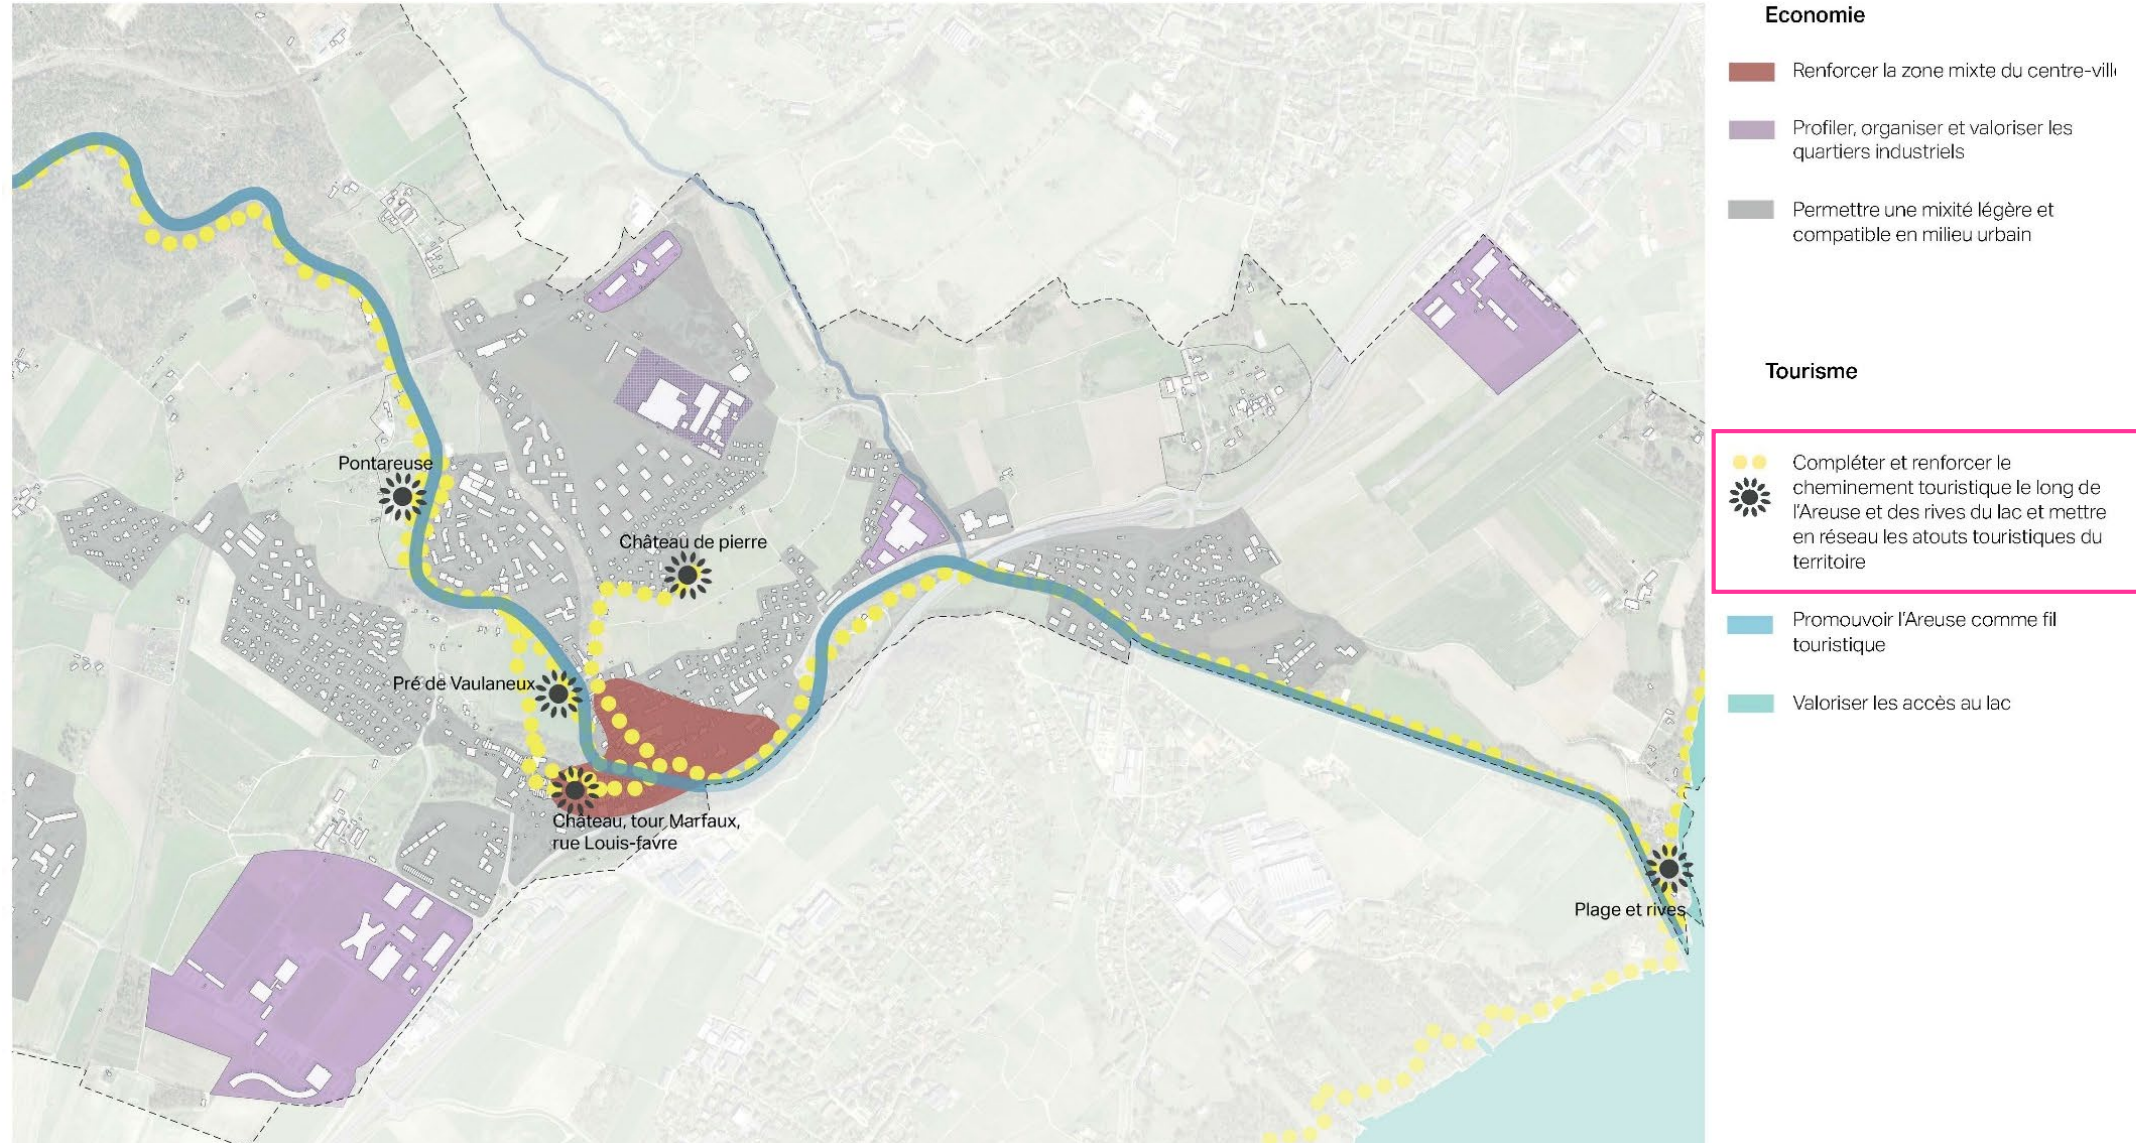 Economie
Renforcer la zone mixte du centre-ville
Profiler, organiser et valoriser les
quartiers industriels
Permettre une mixité légère et
compatible en milieu urbain
Tourisme
Compléter et renforcer le
cheminement touristique le long de
l'Areuse et des rives du lac et mettre
en réseau les atouts touristiques du
territoire
Promouvoir l'Areuse comme fil
touristique
Valoriser les accès au lac
Pontareuse
Château de pierre
Pré de Vaulaneux
Château, tour Marfaux,
rue Louis-favre
Plage et rives